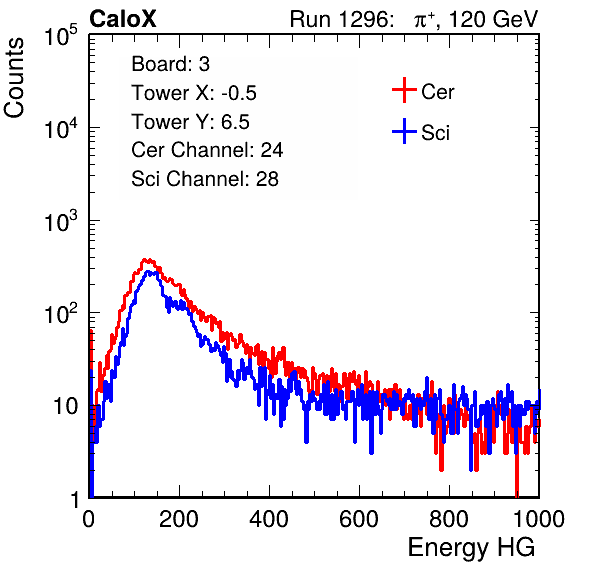 CaloX Run 1296: π⁺, 120 GeV
Counts
10⁵
10⁴
10³
10²
10
1
Board: 3
Tower X: -0.5
Tower Y: 6.5
Cer Channel: 24
Sci Channel: 28
Cer
Sci
0 200 400 600 800 1000
Energy HG